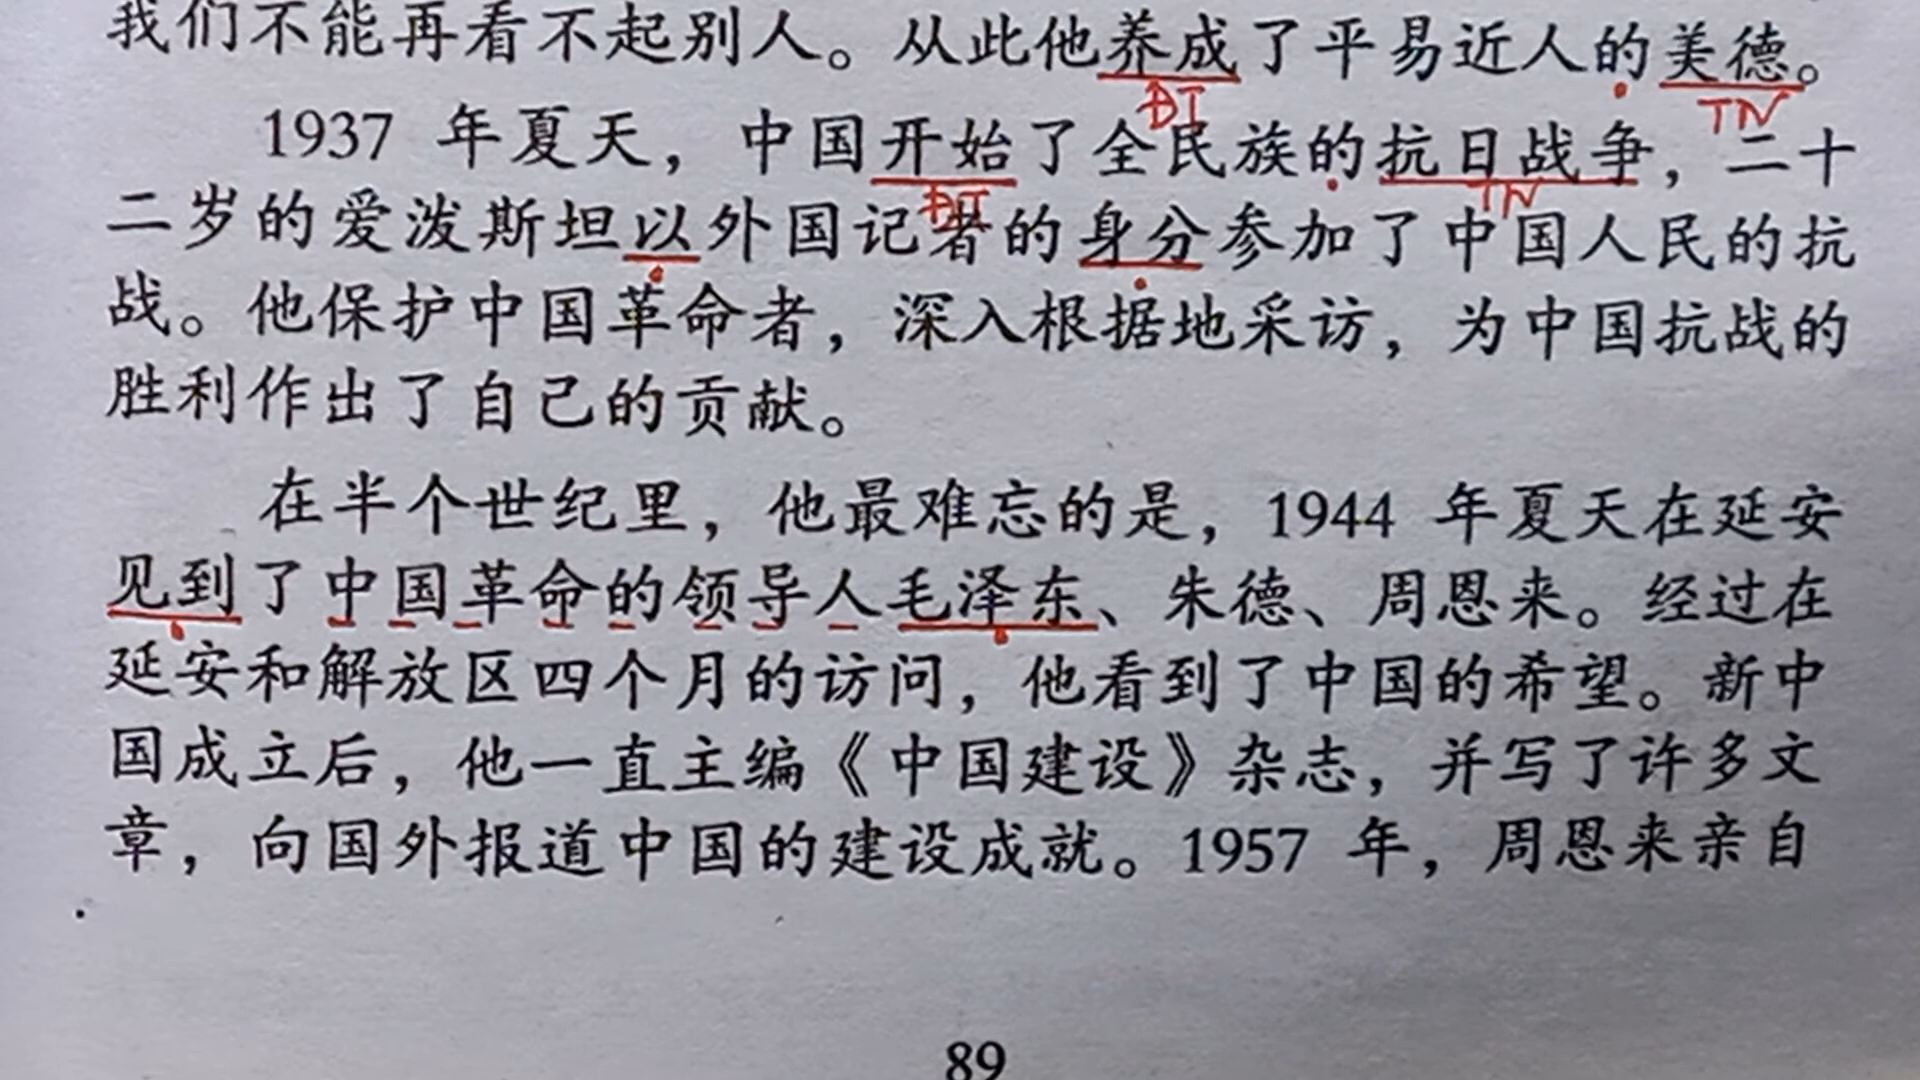 我们不能再看不起别人。从此他养成了平易近人的美德。
ĐT TN
1937 年夏天，中国开始了全民族的抗日战争，二十
ĐT TN
二岁的爱泼斯坦以外国记者的身分参加了中国人民的抗
战。他保护中国革命者，深入根据地采访，为中国抗战的
胜利作出了自己的贡献。
在半个世纪里，他最难忘的是，1944 年夏天在延安
见到了中国革命的领导人毛泽东、朱德、周恩来。经过在
延安和解放区四个月的访问，他看到了中国的希望。新中
国成立后，他一直主编《中国建设》杂志，并写了许多文
章，向国外报道中国的建设成就。1957 年，周恩来亲自
89